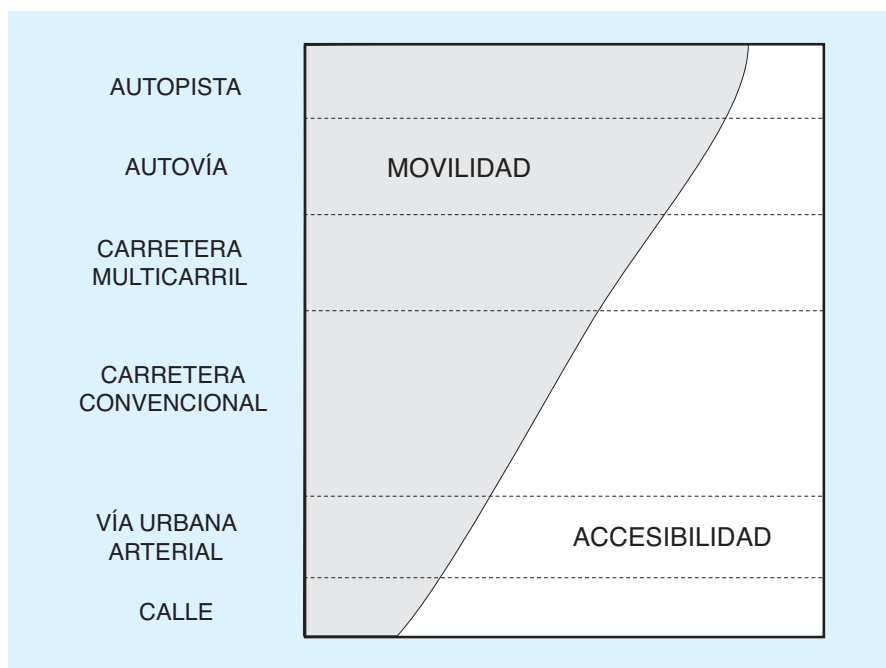 AUTOPISTA
AUTOVÍA
MOVILIDAD
CARRETERA
MULTICARRIL
CARRETERA
CONVENCIONAL
VÍA URBANA
ARTERIAL
ACCESIBILIDAD
CALLE